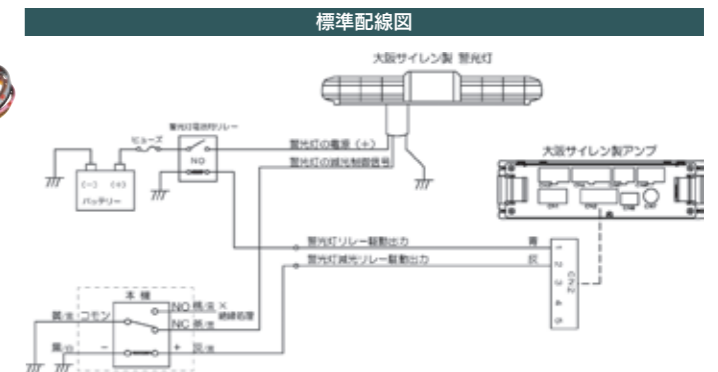 標準配線図
大阪サイレン製 警光灯
ヒューズ
警光灯電源用リレー
NO
警光灯の電源（+）
警光灯の減光制御信号
(−) (+)
バッテリー
大阪サイレン製アンプ
警光灯リレー駆動出力 青
警光灯減光リレー駆動出力 灰
1
2
3
4
5
CN2
本機
コモン
NO
×
絶縁処理
NC
−
+